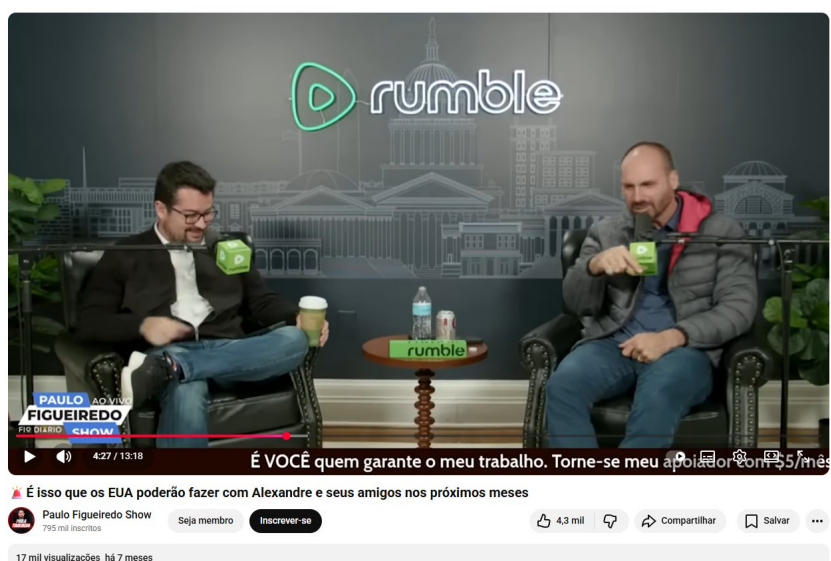 rumble
rumble
rumble
PAULO AO VIVO
FIGUEIREDO
SHOW
4:27 / 13:18
É VOCÊ quem garante o meu trabalho. Torne-se meu apoiador com $5/mês
🚨 É isso que os EUA poderão fazer com Alexandre e seus amigos nos próximos meses
Paulo Figueiredo Show
795 mil inscritos
Seja membro
Inscrever-se
4,3 mil
Compartilhar
Salvar
17 mil visualizações há 7 meses